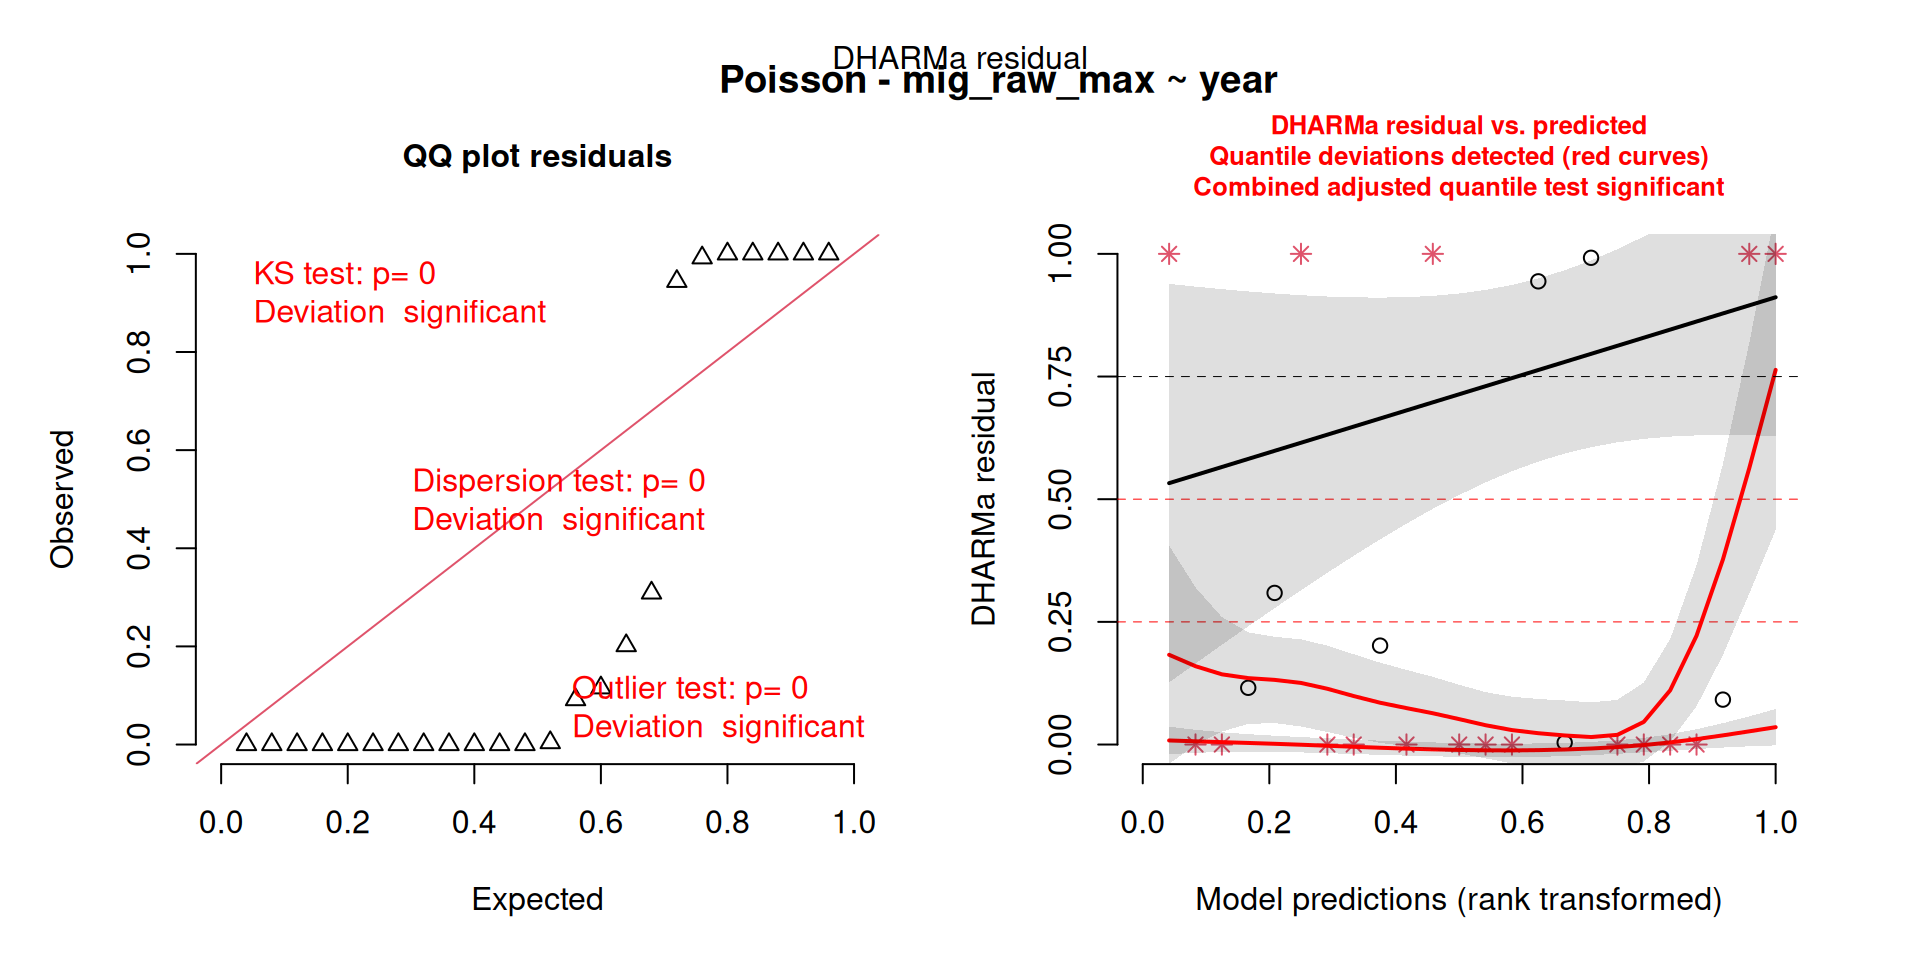 DHARMa residual
Poisson - mig_raw_max ~ year
QQ plot residuals
KS test: p= 0
Deviation  significant
Dispersion test: p= 0
Deviation  significant
Outlier test: p= 0
Deviation  significant
Observed
0.0 0.2 0.4 0.6 0.8 1.0
0.0 0.2 0.4 0.6 0.8 1.0
Expected
DHARMa residual vs. predicted
Quantile deviations detected (red curves)
Combined adjusted quantile test significant
DHARMa residual
0.00 0.25 0.50 0.75 1.00
0.0 0.2 0.4 0.6 0.8 1.0
Model predictions (rank transformed)